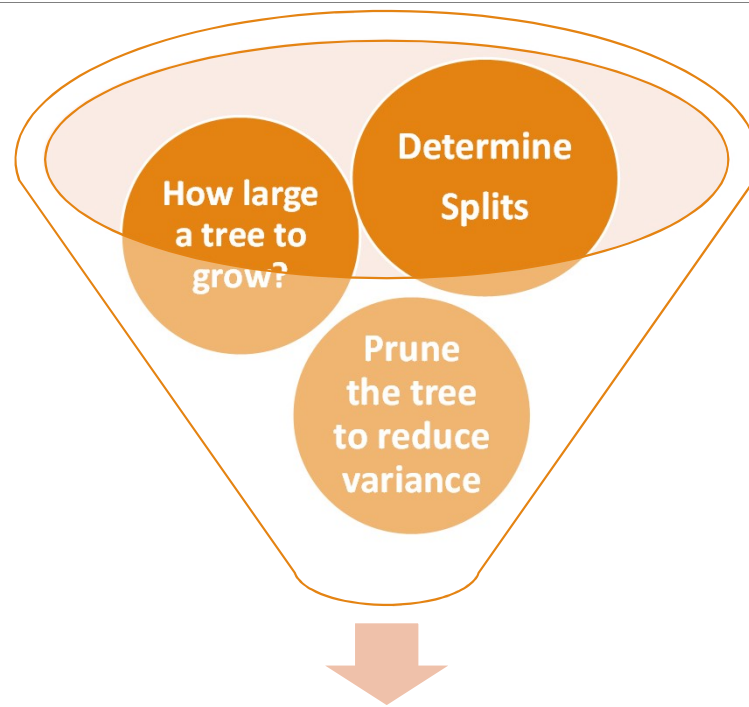 How large
a tree to
grow?
Determine
Splits
Prune
the tree
to reduce
variance